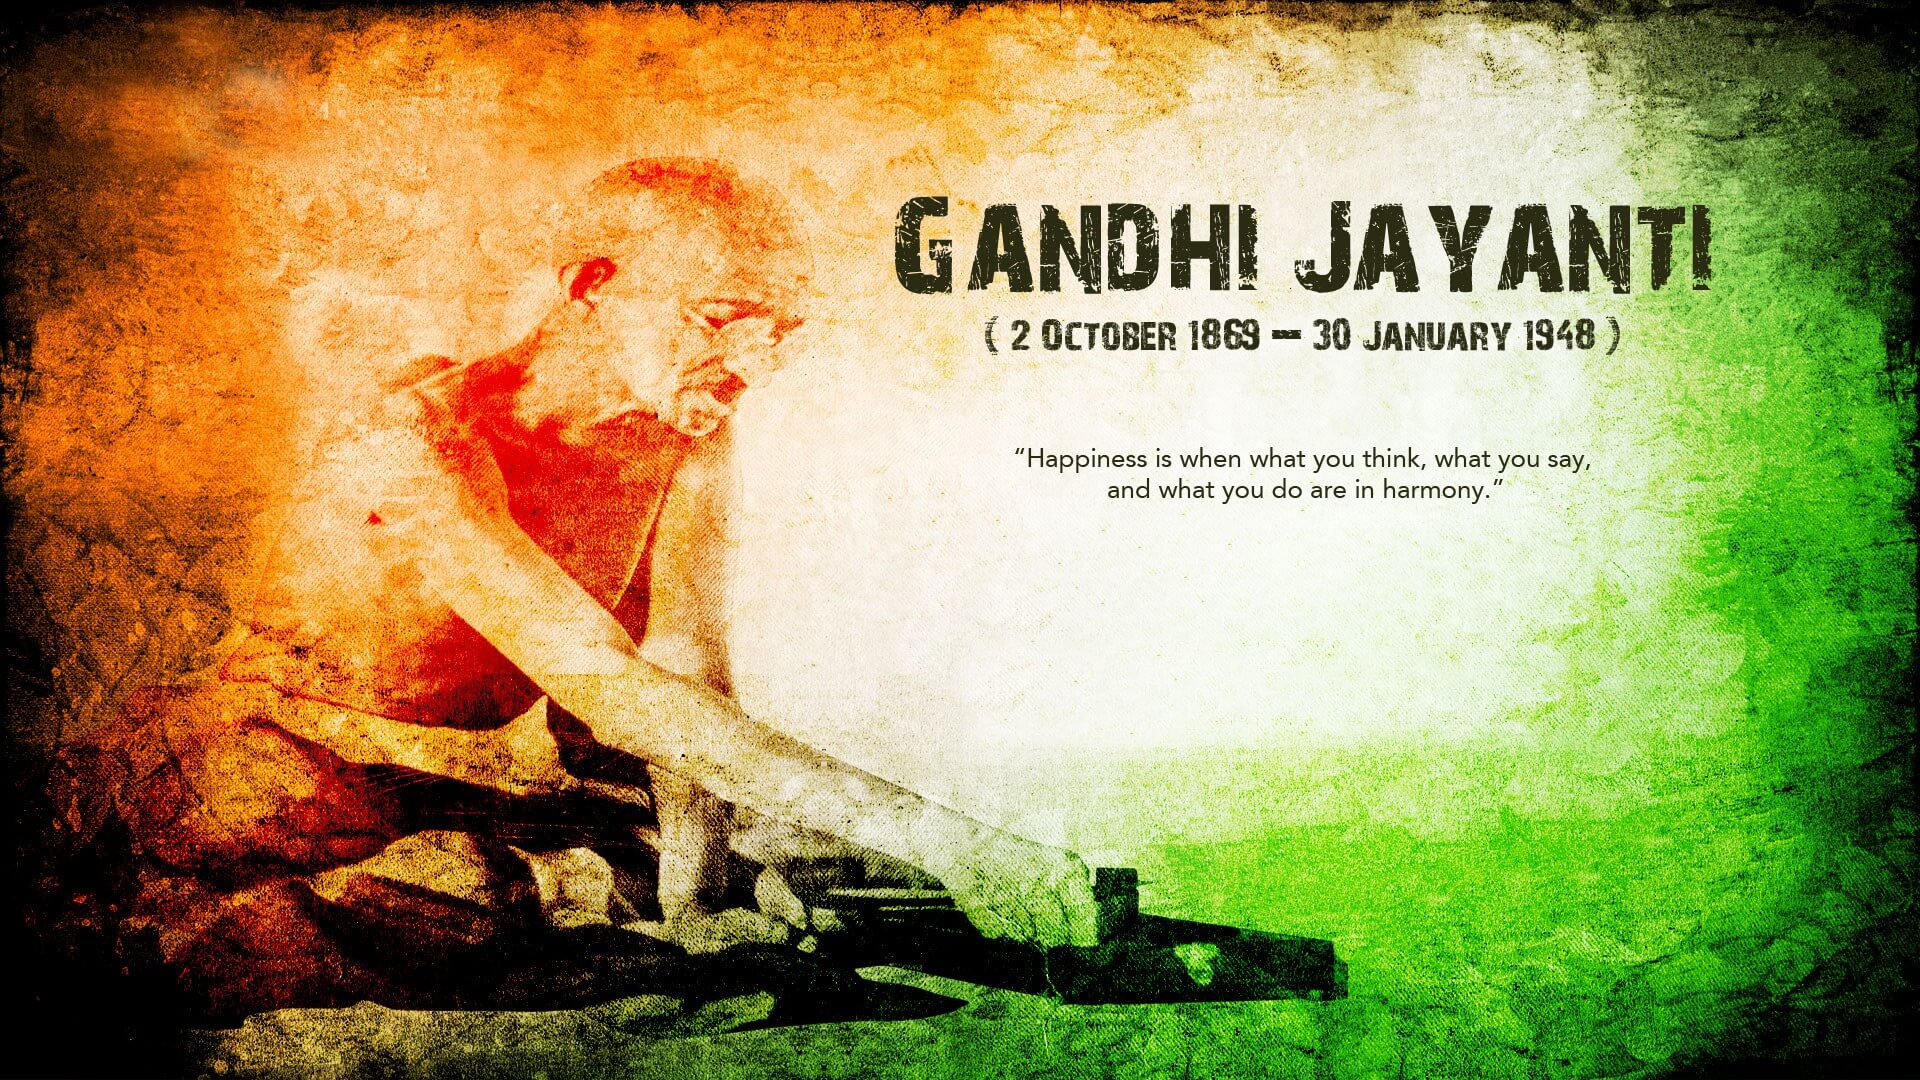 GANDHI JAYANTI
( 2 OCTOBER 1869 – 30 JANUARY 1948 )
“Happiness is when what you think, what you say,
and what you do are in harmony.”